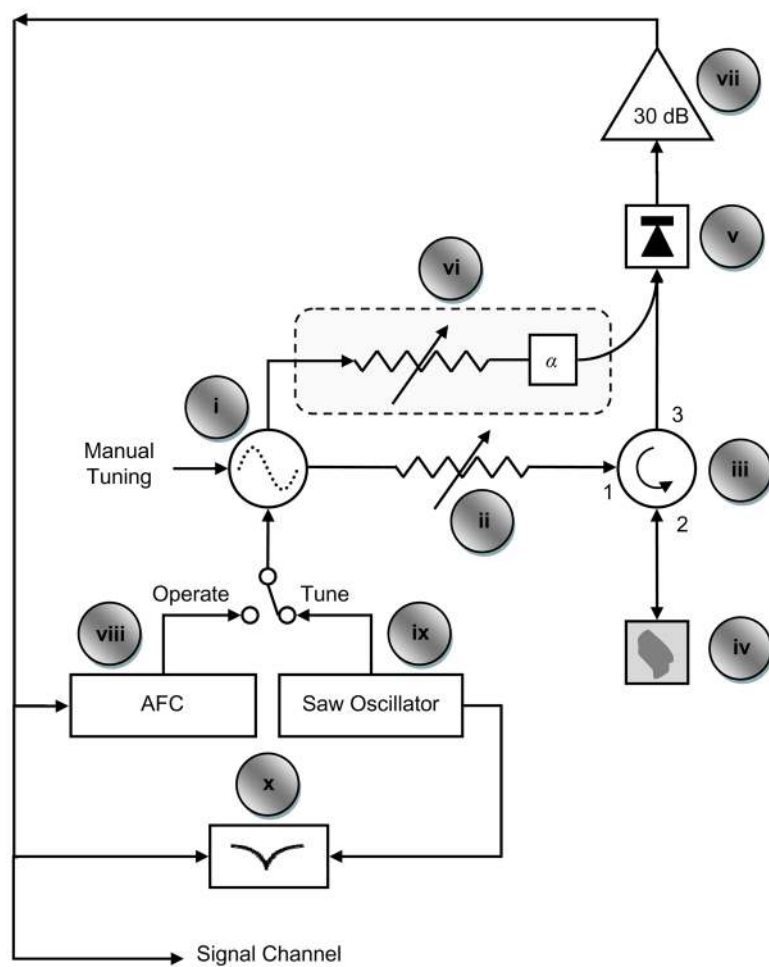 vii
30 dB
v
vi
α
i
3
Manual
Tuning
1
iii
2
ii
Operate
Tune
viii
ix
iv
AFC
Saw Oscillator
x
Signal Channel